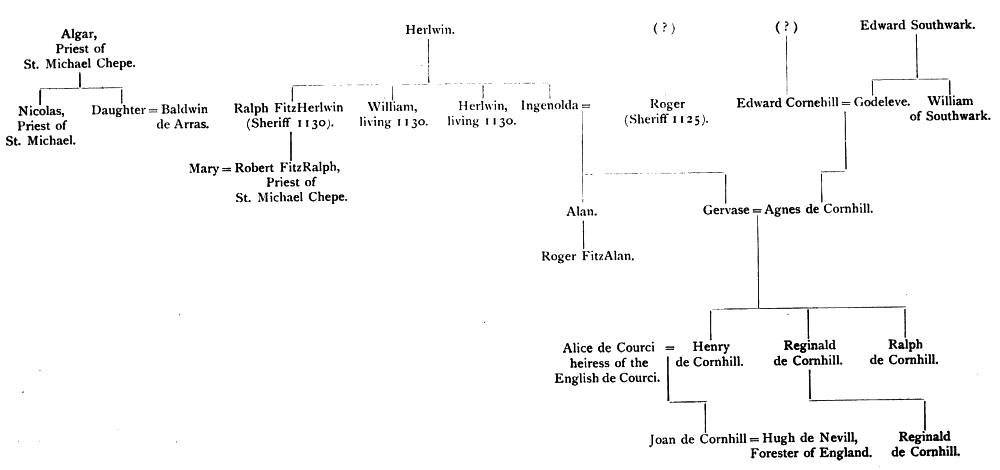 Algar,
Priest of
St. Michael Chepe.
Herlwin.
( ? )
( ? )
Edward Southwark.
Nicolas,
Priest of
St. Michael.
Daughter = Baldwin
de Arras.
Ralph FitzHerlwin
(Sheriff 1130).
William,
living 1130.
Herlwin,
living 1130.
Ingenolda =
Roger
(Sheriff 1125).
Edward Cornehill = Godeleve.
William
of Southwark.
Mary = Robert FitzRalph,
Priest of
St. Michael Chepe.
Alan.
Gervase = Agnes de Cornhill.
Roger FitzAlan.
Alice de Courci =
heiress of the
English de Courci.
Henry
de Cornhill.
Reginald
de Cornhill.
Ralph
de Cornhill.
Joan de Cornhill = Hugh de Nevill,
Forester of England.
Reginald
de Cornhill.